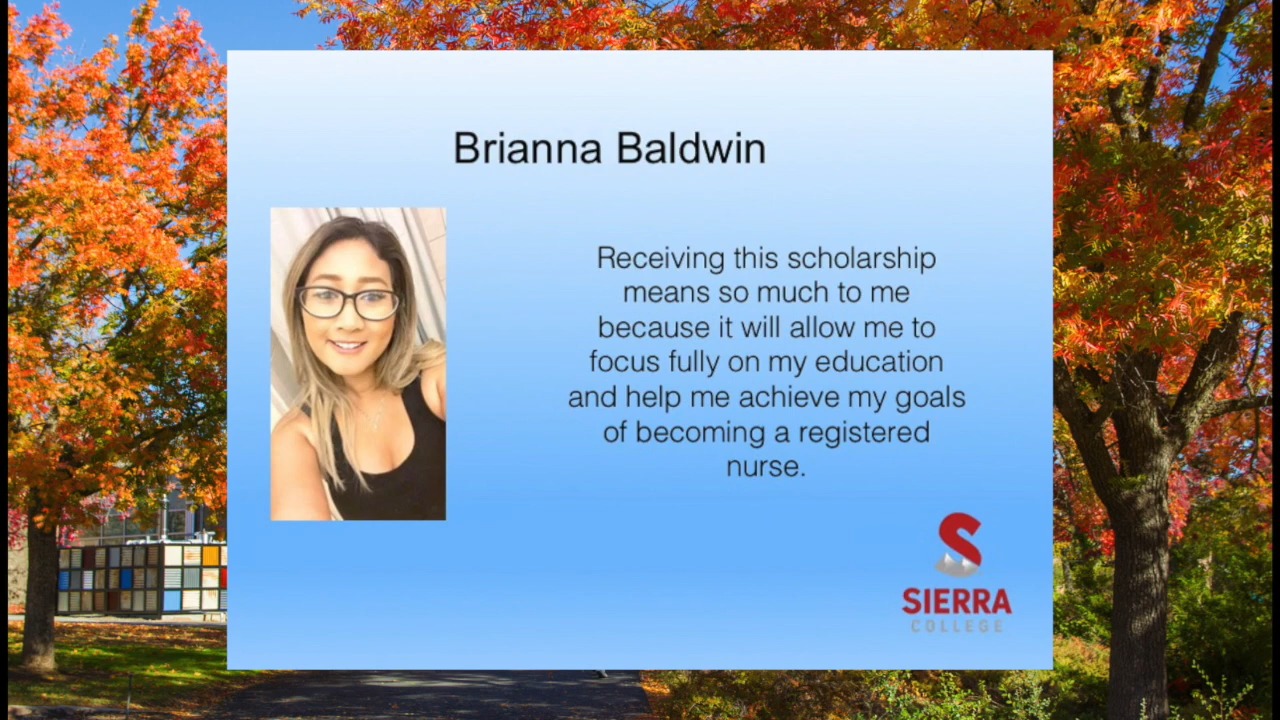 Brianna Baldwin
Receiving this scholarship
means so much to me
because it will allow me to
focus fully on my education
and help me achieve my goals
of becoming a registered
nurse.
SIERRA
COLLEGE